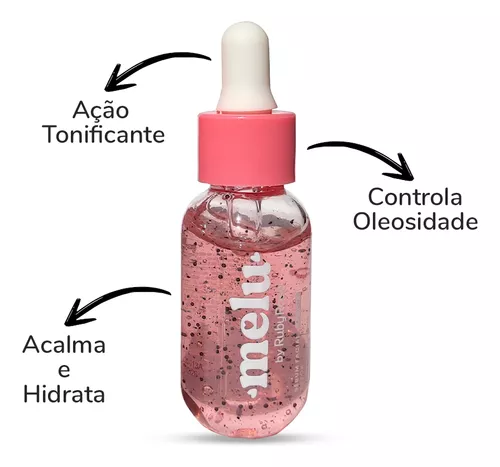 Ação
Tonificante
Controla
Oleosidade
Acalma
e
Hidrata
melu
by Ruby